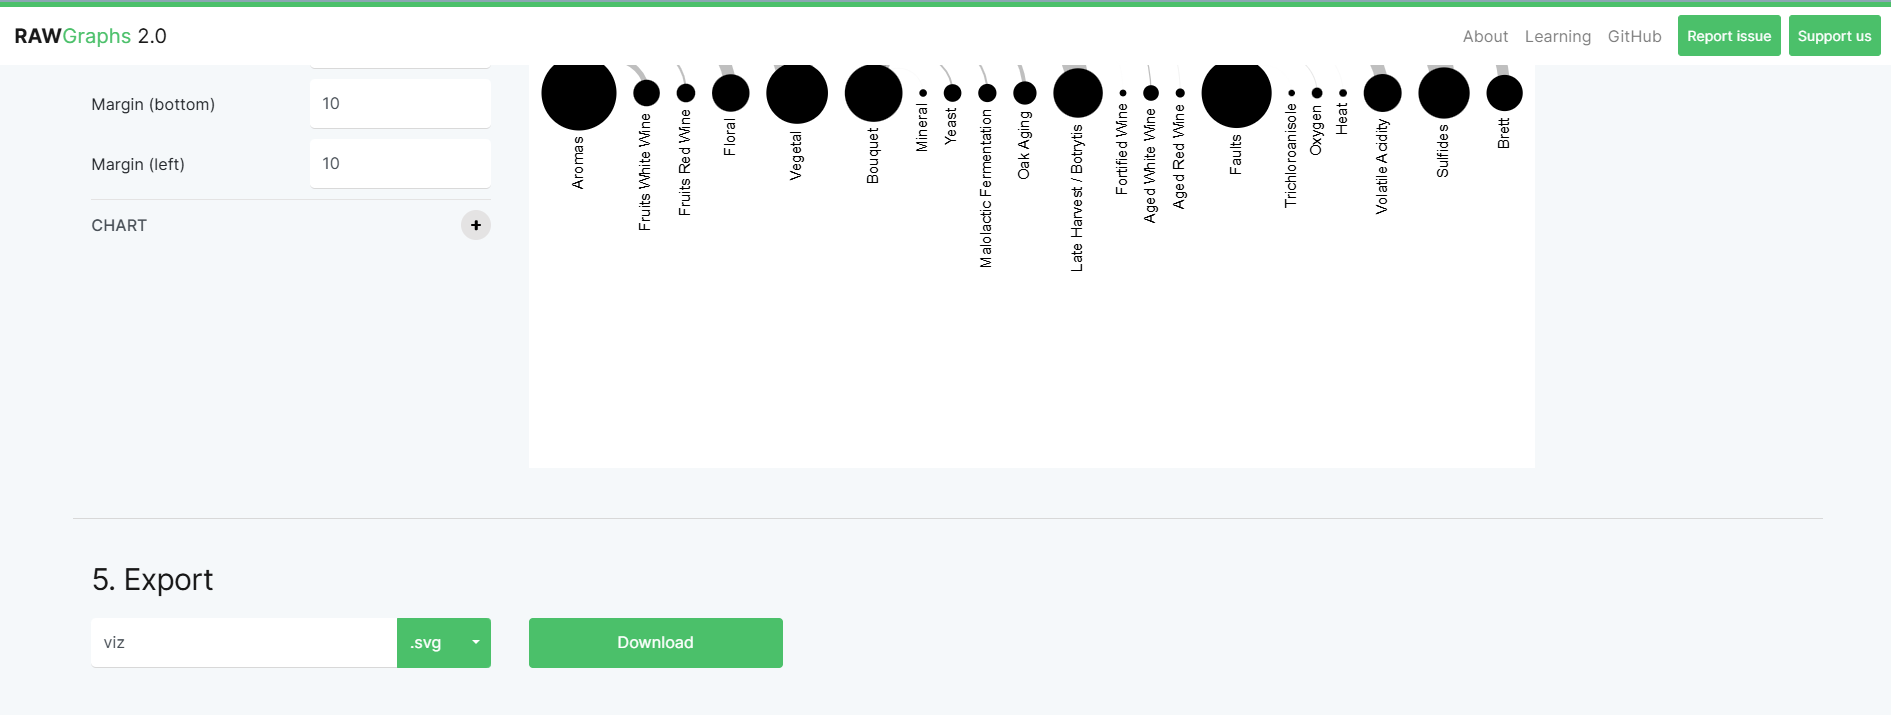 RAWGraphs 2.0
About Learning GitHub Report issue Support us
Margin (bottom) 10
Margin (left) 10
CHART +
Aromas
Fruits White Wine
Fruits Red Wine
Floral
Vegetal
Bouquet
Mineral
Yeast
Malolactic Fermentation
Oak Aging
Late Harvest / Botrytis
Fortified Wine
Aged White Wine
Aged Red Wine
Faults
Trichloroanisole
Oxygen
Heat
Volatile Acidity
Sulfides
Brett
5. Export
viz .svg Download